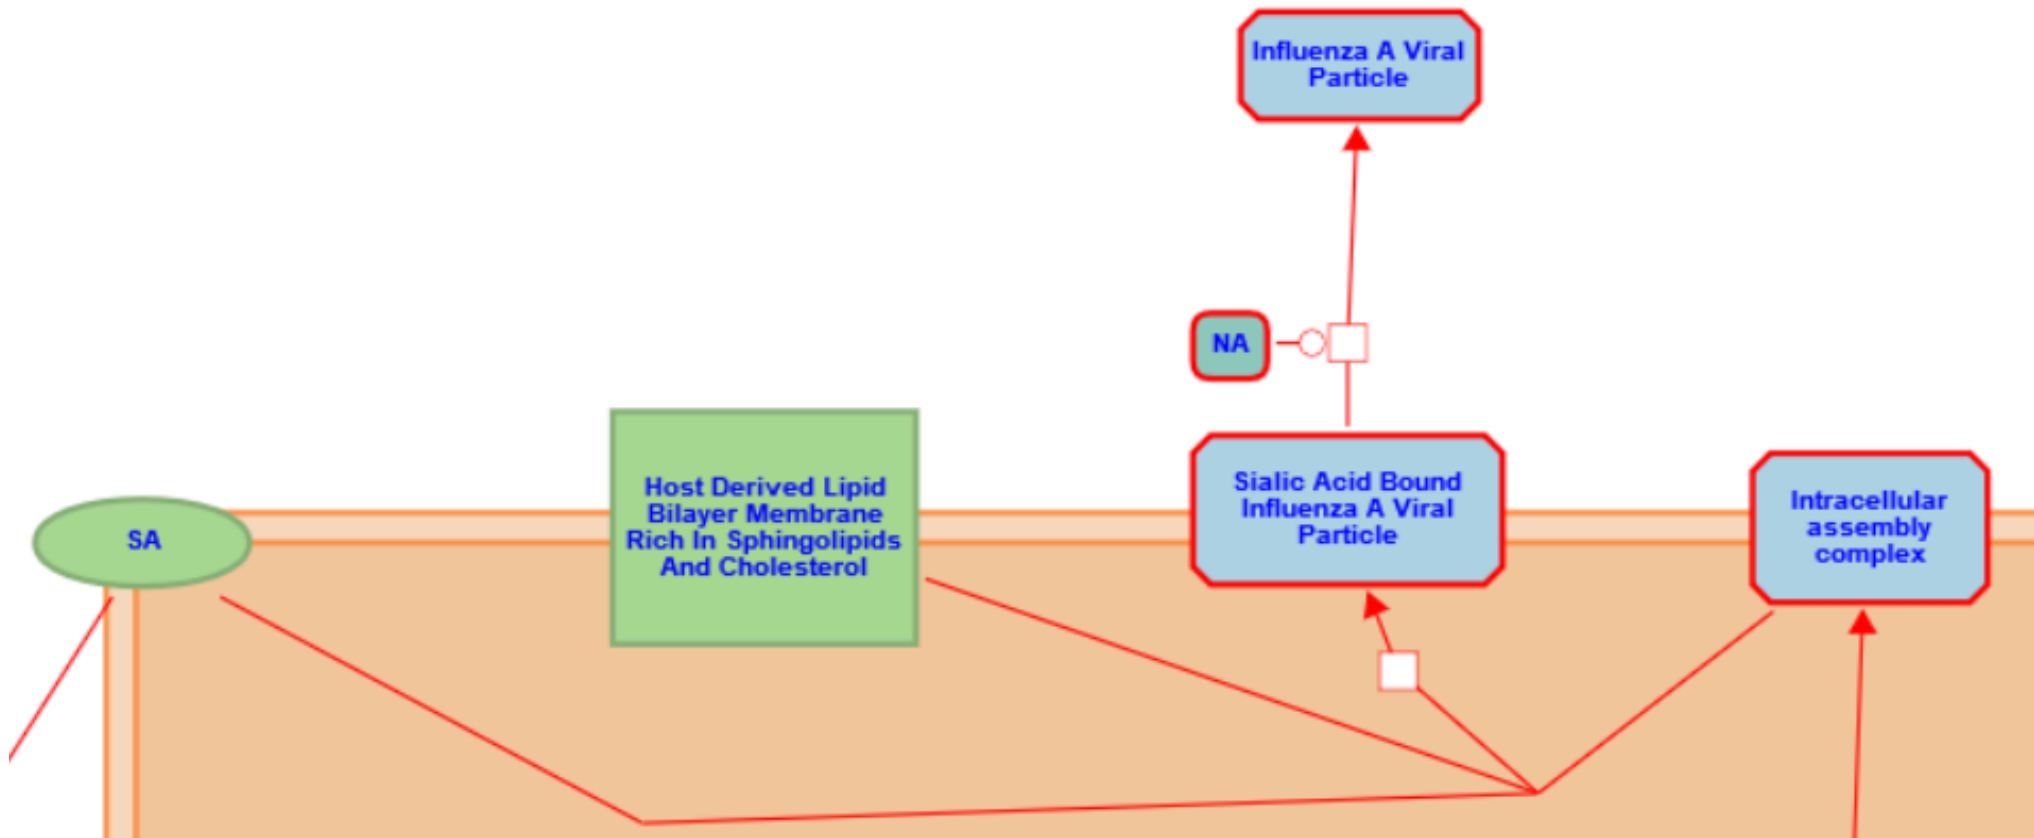 Influenza A Viral
Particle
NA
Sialic Acid Bound
Influenza A Viral
Particle
Host Derived Lipid
Bilayer Membrane
Rich In Sphingolipids
And Cholesterol
Intracellular
assembly
complex
SA